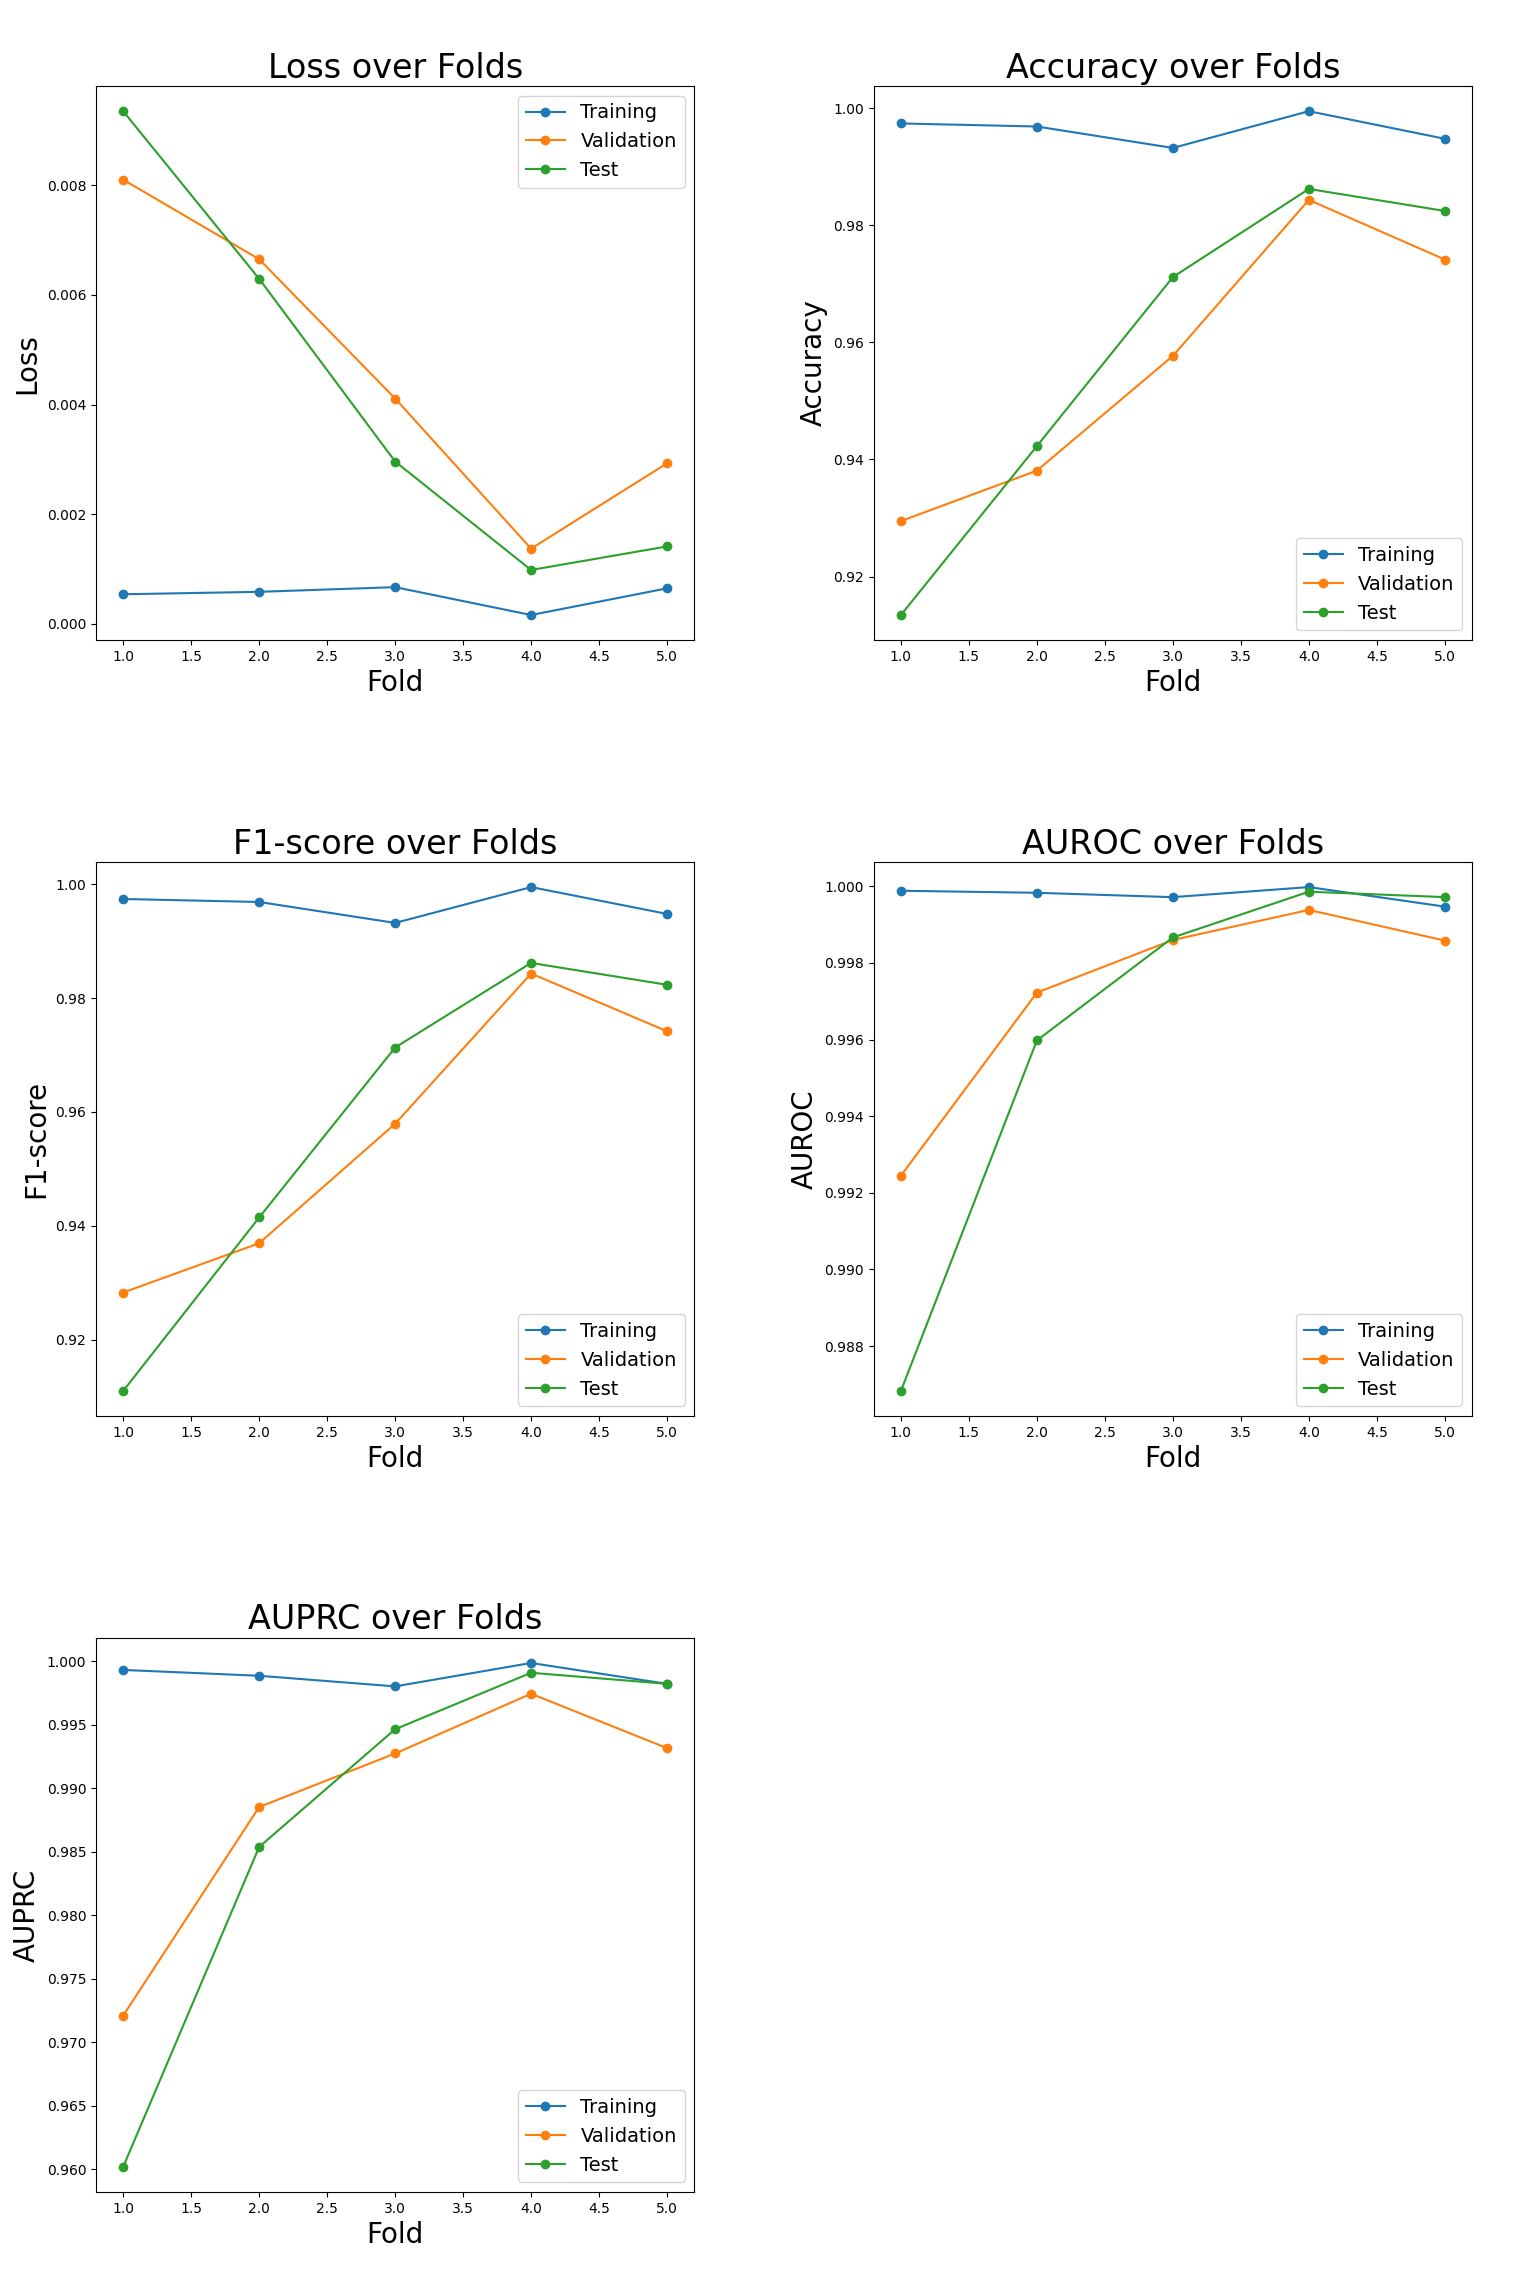 Loss over Folds
Loss
0.008
0.006
0.004
0.002
0.000
Training
Validation
Test
1.0 1.5 2.0 2.5 3.0 3.5 4.0 4.5 5.0
Fold
Accuracy over Folds
Accuracy
1.00
0.98
0.96
0.94
0.92
Training
Validation
Test
1.0 1.5 2.0 2.5 3.0 3.5 4.0 4.5 5.0
Fold
F1-score over Folds
F1-score
1.00
0.98
0.96
0.94
0.92
Training
Validation
Test
1.0 1.5 2.0 2.5 3.0 3.5 4.0 4.5 5.0
Fold
AUROC over Folds
AUROC
1.000
0.998
0.996
0.994
0.992
0.990
0.988
Training
Validation
Test
1.0 1.5 2.0 2.5 3.0 3.5 4.0 4.5 5.0
Fold
AUPRC over Folds
AUPRC
1.000
0.995
0.990
0.985
0.980
0.975
0.970
0.965
0.960
Training
Validation
Test
1.0 1.5 2.0 2.5 3.0 3.5 4.0 4.5 5.0
Fold